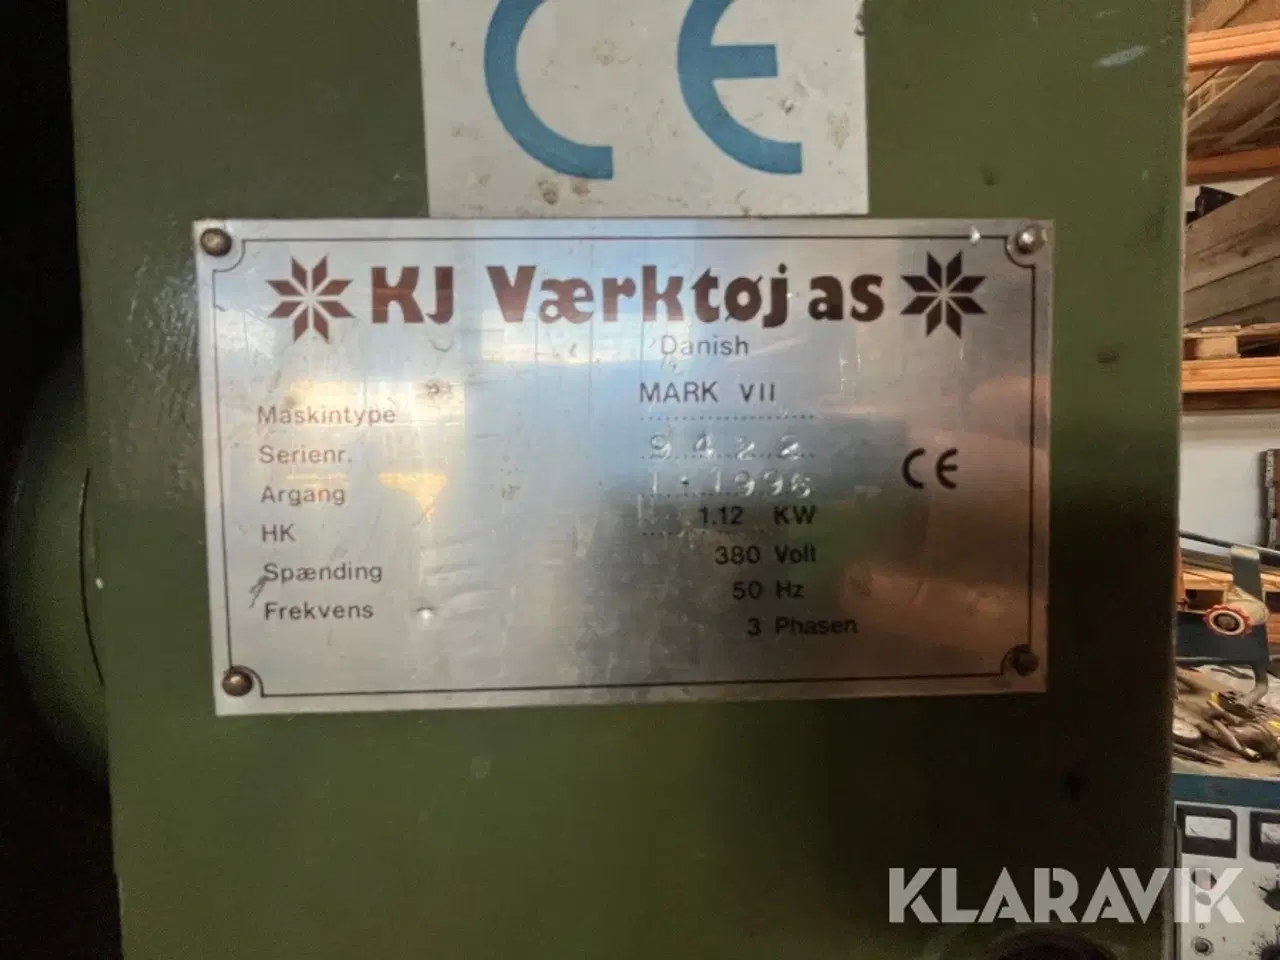 CE
KJ Værktøj as
Danish
Maskintype MARK VII
Serienr. 9422
Argang 1-1996
HK 1.12 KW
Spænding 380 Volt
Frekvens 50 Hz
3 Phasen
CE
KLARAVIK